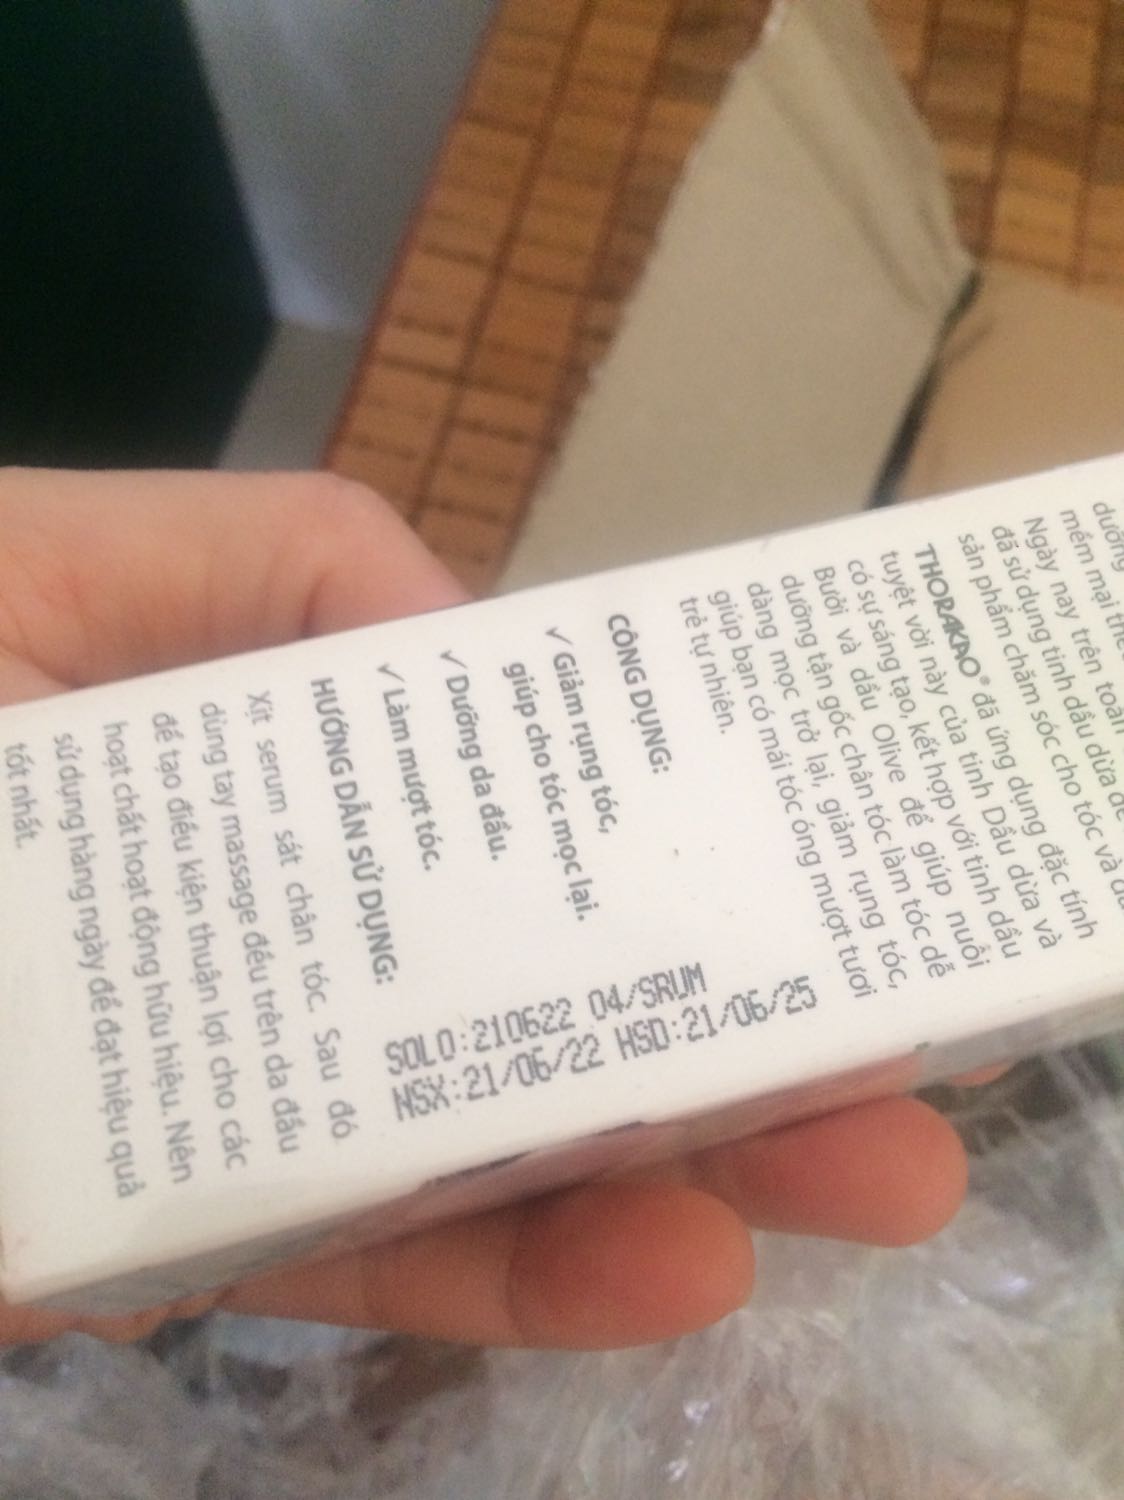 dưỡng
mềm mại
Ngày nay trên toàn
đã sử dụng tinh dầu dừa để
sản phẩm chăm sóc cho tóc và
THORAKAO® đã ứng dụng đặc tính
tuyệt vời này của tinh Dầu dừa và
có sự sáng tạo, kết hợp với tinh dầu
Bưởi và dầu Olive để giúp nuôi
dưỡng tận gốc chân tóc làm tóc dễ
dàng mọc trở lại, giảm rụng tóc,
giúp bạn có mái tóc óng mượt tươi
trẻ tự nhiên.
CÔNG DỤNG:
✓ Giảm rụng tóc,
giúp cho tóc mọc lại.
✓ Dưỡng da đầu.
✓ Làm mượt tóc.
HƯỚNG DẪN SỬ DỤNG:
Xịt serum sát chân tóc. Sau đó
dùng tay massage đều trên da đầu
để tạo điều kiện thuận lợi cho các
hoạt chất hoạt động hữu hiệu. Nên
sử dụng hàng ngày để đạt hiệu quả
tốt nhất.
SOLO:210622 04/SRUM
NSX:21/06/22 HSD:21/06/25